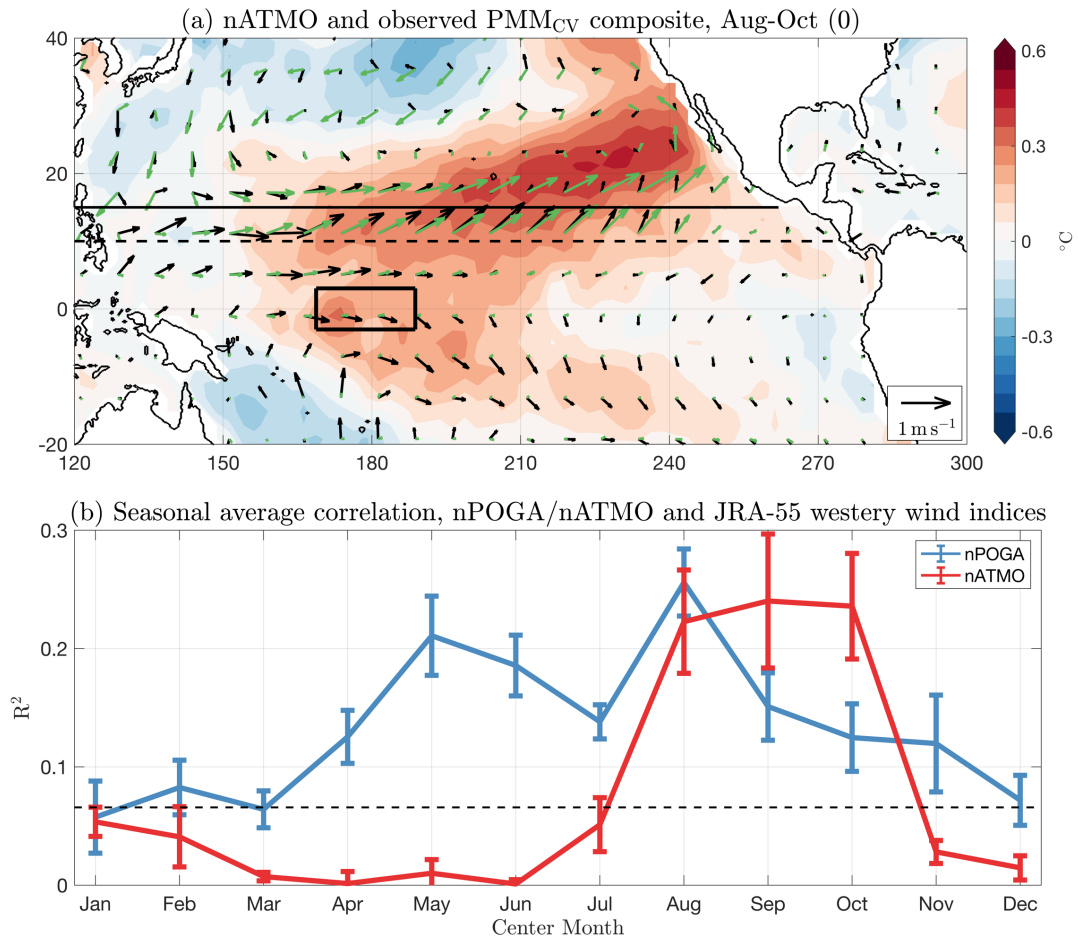 (a) nATMO and observed PMM_CV composite, Aug-Oct (0)
40
20
0
-20
120 150 180 210 240 270 300
1 m s⁻¹
0.6
0.3
0
-0.3
-0.6
°C
(b) Seasonal average correlation, nPOGA/nATMO and JRA-55 westery wind indices
0.3
0.2
0.1
0
R²
nPOGA
nATMO
Jan Feb Mar Apr May Jun Jul Aug Sep Oct Nov Dec
Center Month